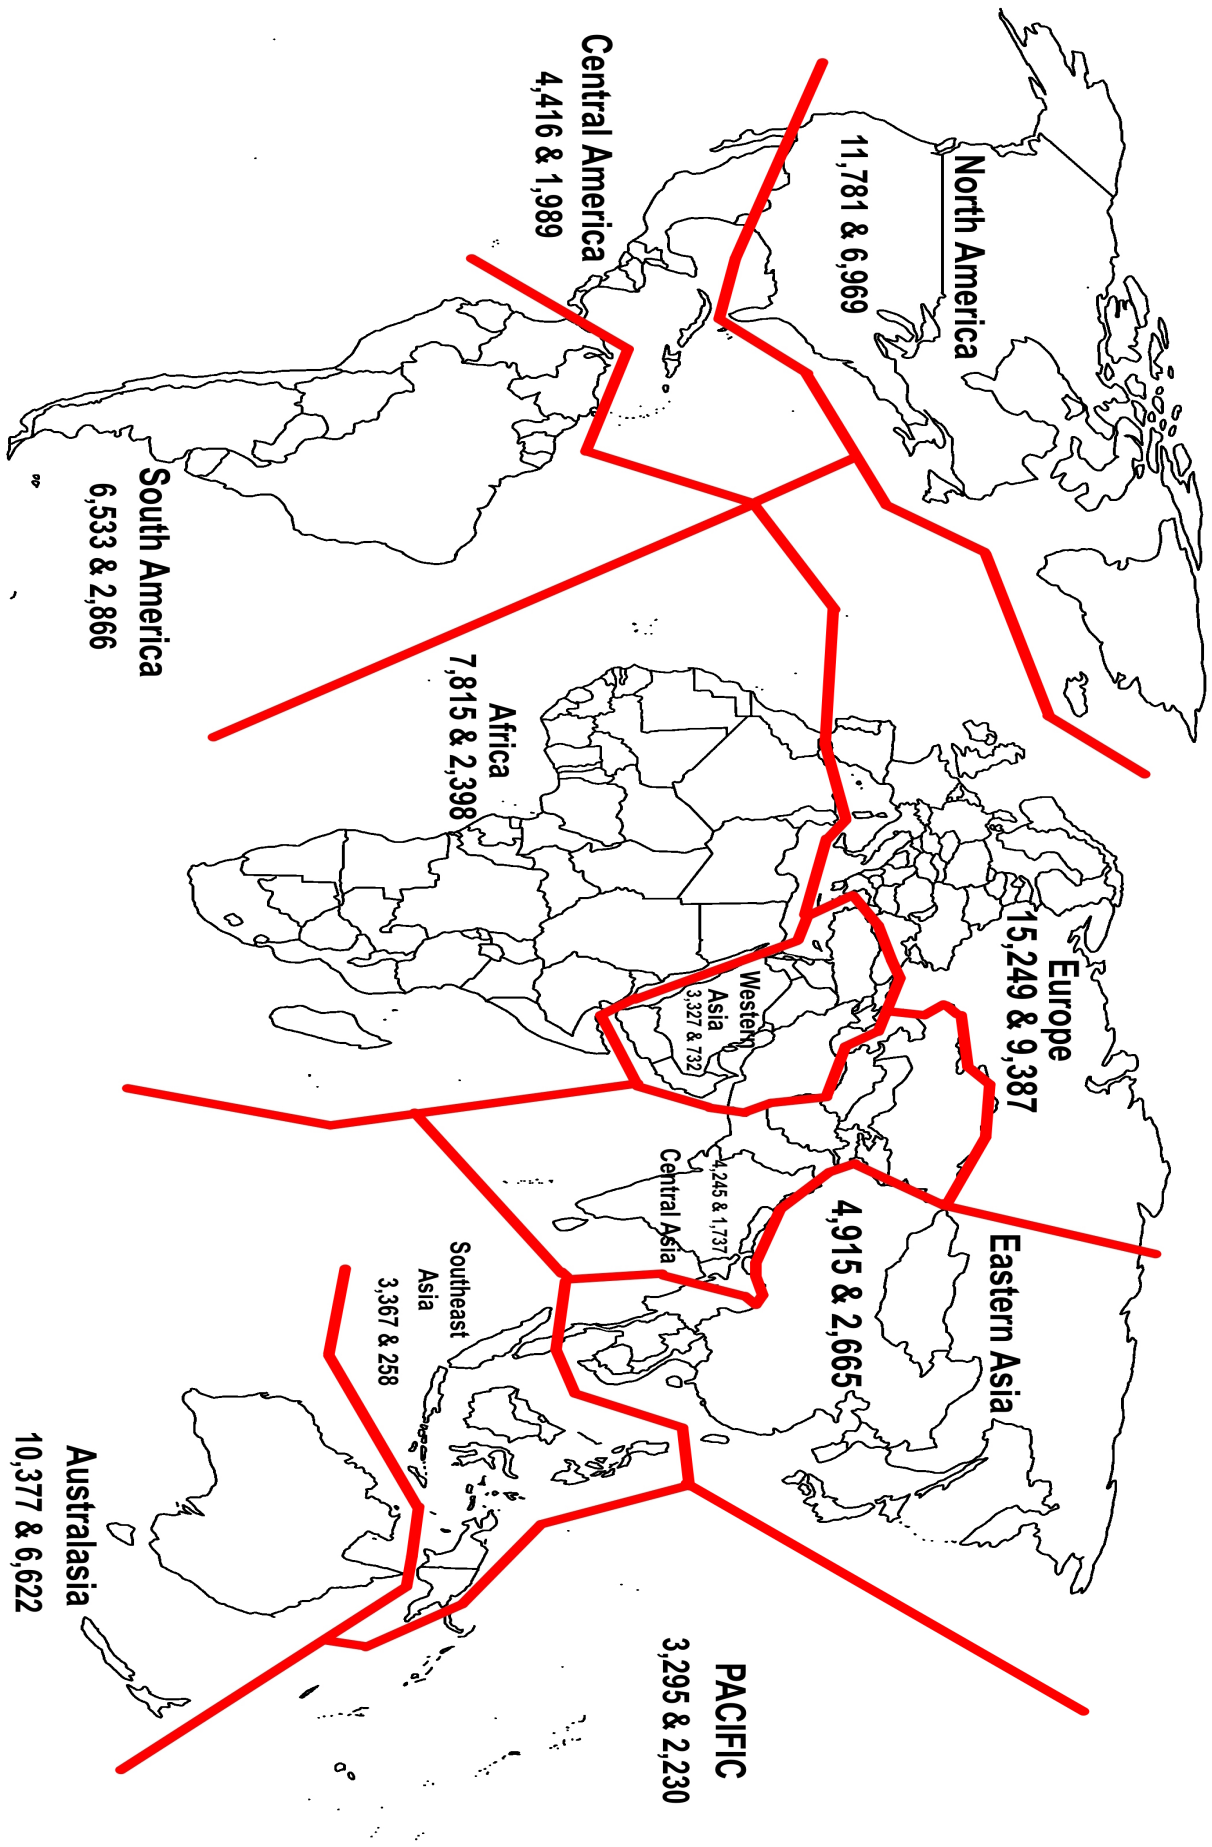 North America
11,781 & 6,969
Central America
4,416 & 1,989
South America
6,533 & 2,866
Europe
15,249 & 9,387
Africa
7,815 & 2,398
Western
Asia
3,327 & 732
Eastern Asia
4,915 & 2,665
4,245 & 1,737
Central Asia
Southeast
Asia
3,367 & 258
PACIFIC
3,295 & 2,230
Australasia
10,377 & 6,622